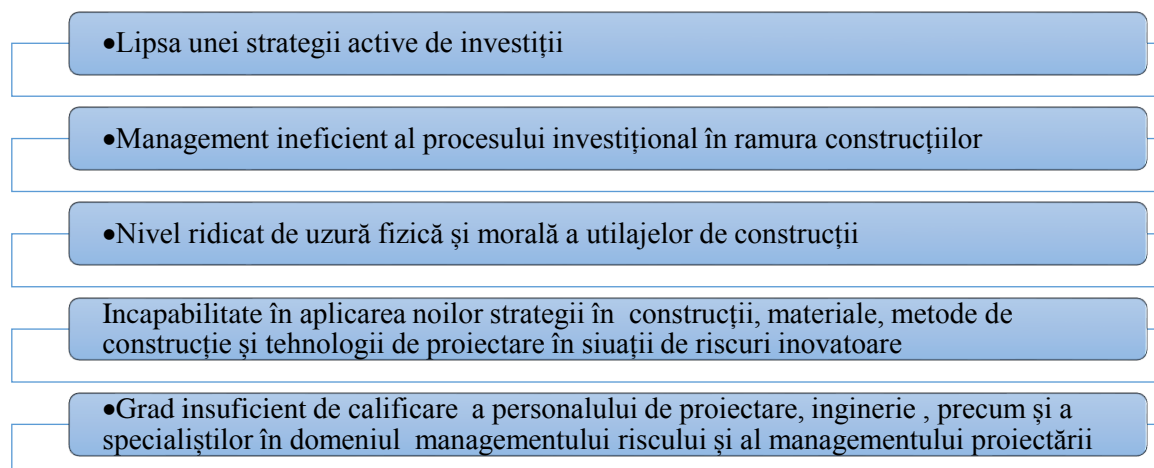 •Lipsa unei strategii active de investiții
•Management ineficient al procesului investițional în ramura construcțiilor
•Nivel ridicat de uzură fizică și morală a utilajelor de construcții
Incapabilitate în aplicarea noilor strategii în construcții, materiale, metode de
construcție și tehnologii de proiectare în siuații de riscuri inovatoare
•Grad insuficient de calificare a personalului de proiectare, inginerie , precum și a
specialiștilor în domeniul managementului riscului și al managementului proiectării